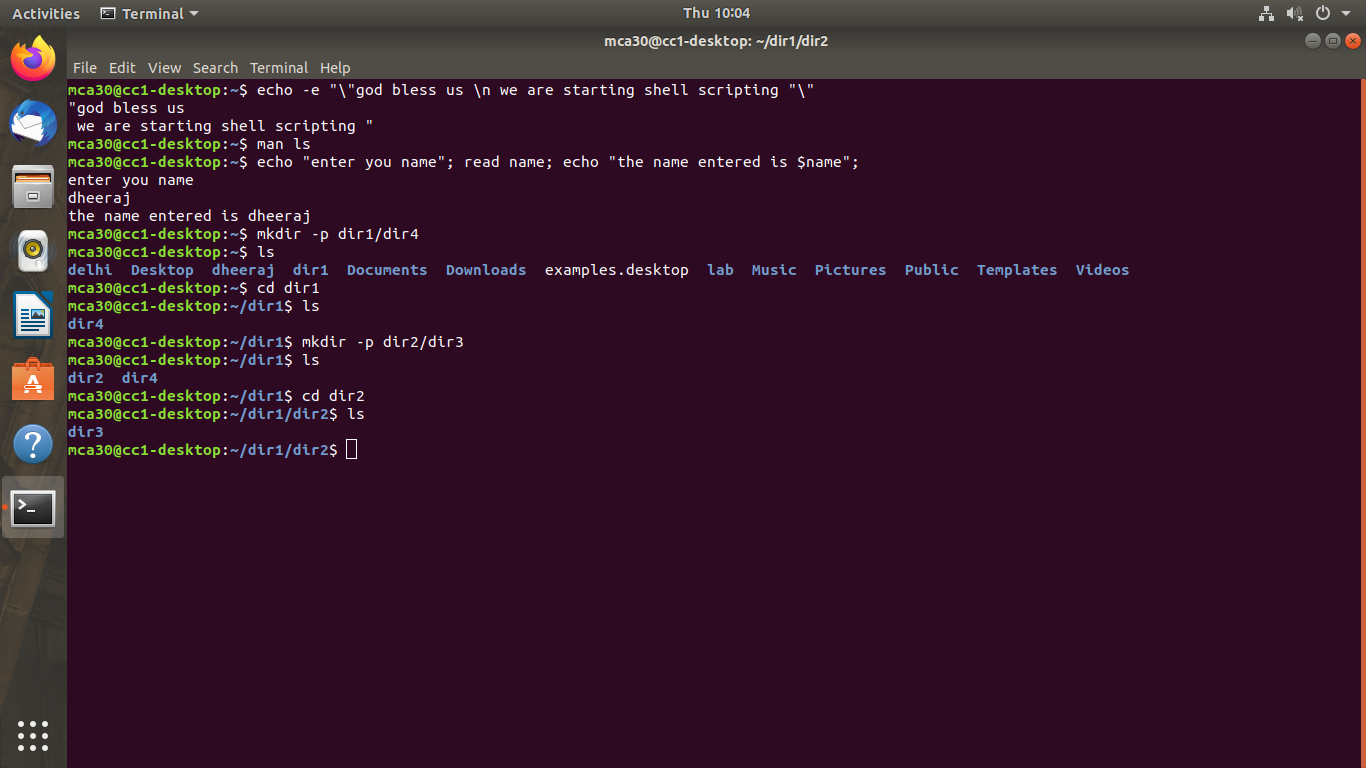 Activities Terminal Thu 10:04
mca30@cc1-desktop: ~/dir1/dir2
File Edit View Search Terminal Help
mca30@cc1-desktop:~$ echo -e "\"god bless us \n we are starting shell scripting "\"
"god bless us
 we are starting shell scripting "
mca30@cc1-desktop:~$ man ls
mca30@cc1-desktop:~$ echo "enter you name"; read name; echo "the name entered is $name";
enter you name
dheeraj
the name entered is dheeraj
mca30@cc1-desktop:~$ mkdir -p dir1/dir4
mca30@cc1-desktop:~$ ls
delhi  Desktop  dheeraj  dir1  Documents  Downloads  examples.desktop  lab  Music  Pictures  Public  Templates  Videos
mca30@cc1-desktop:~$ cd dir1
mca30@cc1-desktop:~/dir1$ ls
dir4
mca30@cc1-desktop:~/dir1$ mkdir -p dir2/dir3
mca30@cc1-desktop:~/dir1$ ls
dir2  dir4
mca30@cc1-desktop:~/dir1$ cd dir2
mca30@cc1-desktop:~/dir1/dir2$ ls
dir3
mca30@cc1-desktop:~/dir1/dir2$